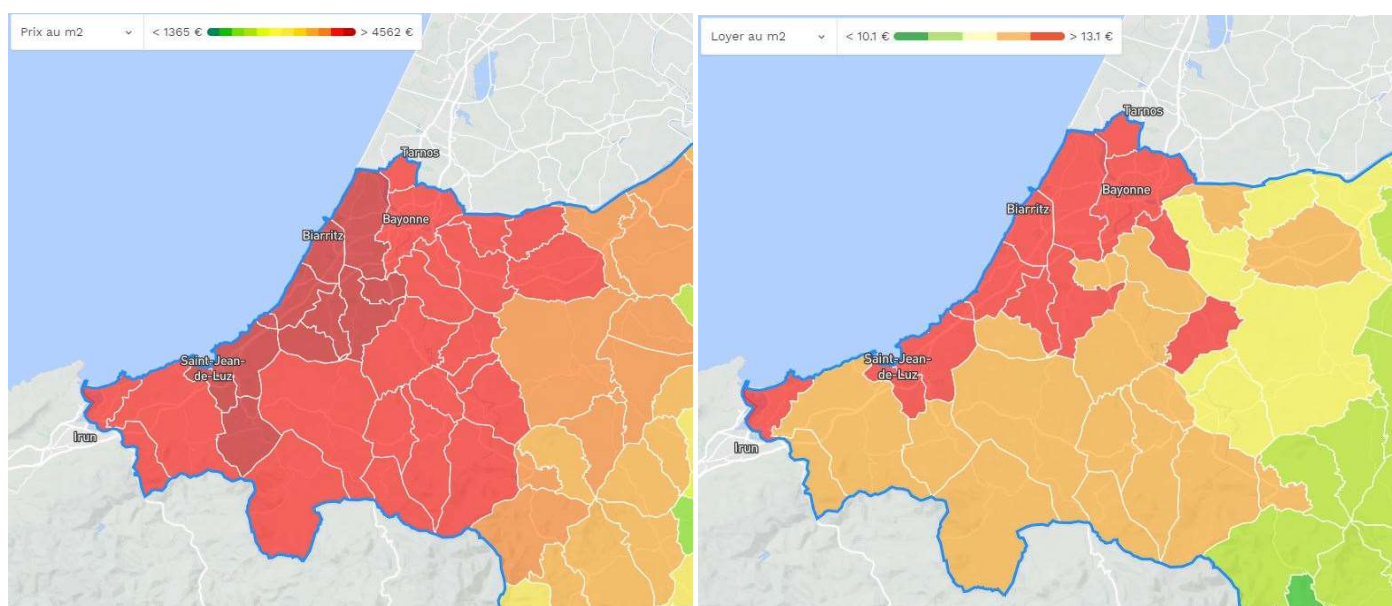 Prix au m2 < 1365 € > 4562 €
Tarnos
Bayonne
Biarritz
Saint-Jean-
de-Luz
Irun
Loyer au m2 < 10.1 € > 13.1 €
Tarnos
Bayonne
Biarritz
Saint-Jean-
de-Luz
Irun